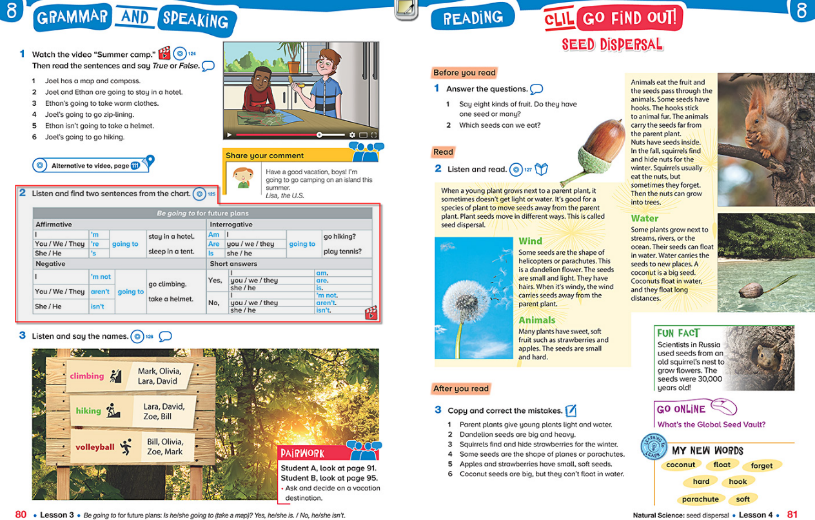 8
GRAMMAR AND SPEAKING
1 Watch the video "Summer camp." 124
Then read the sentences and say True or False.
1 Joel has a map and compass.
2 Joel and Ethan are going to stay in a hotel.
3 Ethan's going to take warm clothes.
4 Joel's going to go zip-lining.
5 Ethan isn't going to take a helmet.
6 Joel's going to go hiking.
Alternative to video, page 111
Share your comment
Have a good vacation, boys! I'm
going to go camping on an island this
summer.
Lisa, the U.S.
2 Listen and find two sentences from the chart. 125
Be going to for future plans
Affirmative Interrogative
I 'm going to stay in a hotel. Am I going to go hiking?
You / We / They 're sleep in a tent. Are you / we / they play tennis?
She / He 's Is she / he
Negative Short answers
I 'm not going to go climbing. Yes, I am.
You / We / They aren't take a helmet. you / we / they are.
She / He isn't she / he is.
No, I 'm not.
you / we / they aren't.
she / he isn't.
3 Listen and say the names. 126
climbing Mark, Olivia,
Lara, David
hiking Lara, David,
Zoe, Bill
volleyball Bill, Olivia,
Zoe, Mark
PAIRWORK
Student A, look at page 91.
Student B, look at page 95.
• Ask and decide on a vacation
destination.
80 • Lesson 3 • Be going to for future plans: Is he/she going to (take a map)? Yes, he/she is. / No, he/she isn't.
READING
CLIL GO FIND OUT!
8
SEED DISPERSAL
Before you read
1 Answer the questions.
1 Say eight kinds of fruit. Do they have
one seed or many?
2 Which seeds can we eat?
Read
2 Listen and read. 127
When a young plant grows next to a parent plant, it
sometimes doesn't get light or water. It's good for a
species of plant to move seeds away from the parent
plant. Plant seeds move in different ways. This is called
seed dispersal.
Wind
Some seeds are the shape of
helicopters or parachutes. This
is a dandelion flower. The seeds
are small and light. They have
hairs. When it's windy, the wind
carries seeds away from the
parent plant.
Animals
Many plants have sweet, soft
fruit such as strawberries and
apples. The seeds are small
and hard.
Animals eat the fruit and
the seeds pass through the
animals. Some seeds have
hooks. The hooks stick
to animal fur. The animals
carry the seeds far from
the parent plant.
Nuts have seeds inside.
In the fall, squirrels find
and hide nuts for the
winter. Squirrels usually
eat the nuts, but
sometimes they forget.
Then the nuts can grow
into trees.
Water
Some plants grow next to
streams, rivers, or the
ocean. Their seeds can float
in water. Water carries the
seeds to new places. A
coconut is a big seed.
Coconuts float in water,
and they float long
distances.
FUN FACT
Scientists in Russia
used seeds from an
old squirrel's nest to
grow flowers. The
seeds were 30,000
years old!
After you read
3 Copy and correct the mistakes.
1 Parent plants give young plants light and water.
2 Dandelion seeds are big and heavy.
3 Squirrels find and hide strawberries for the winter.
4 Some seeds are the shape of planes or parachutes.
5 Apples and strawberries have small, soft seeds.
6 Coconut seeds are big, but they can't float in water.
GO ONLINE
What's the Global Seed Vault?
MY NEW WORDS
coconut float forget
hard hook
parachute soft
Natural Science: seed dispersal • Lesson 4 • 81